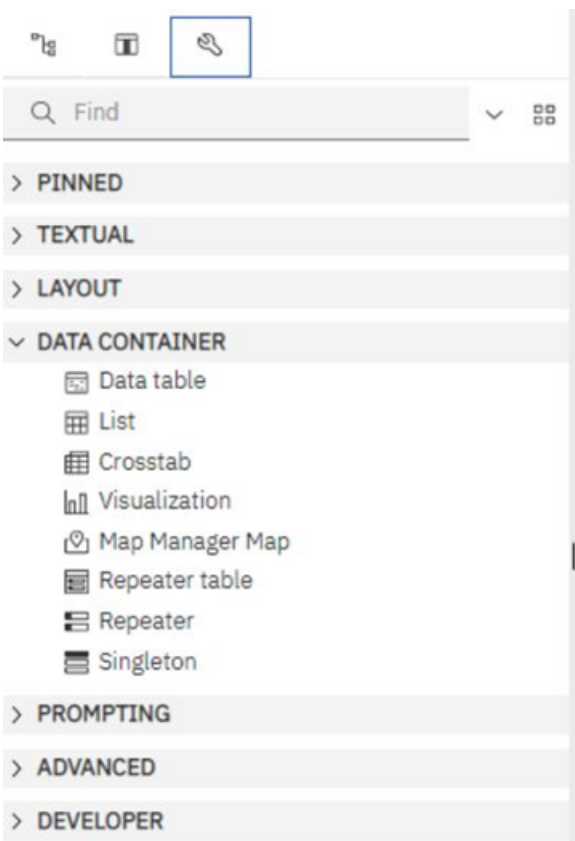 Find
PINNED
TEXTUAL
LAYOUT
DATA CONTAINER
Data table
List
Crosstab
Visualization
Map Manager Map
Repeater table
Repeater
Singleton
PROMPTING
ADVANCED
DEVELOPER